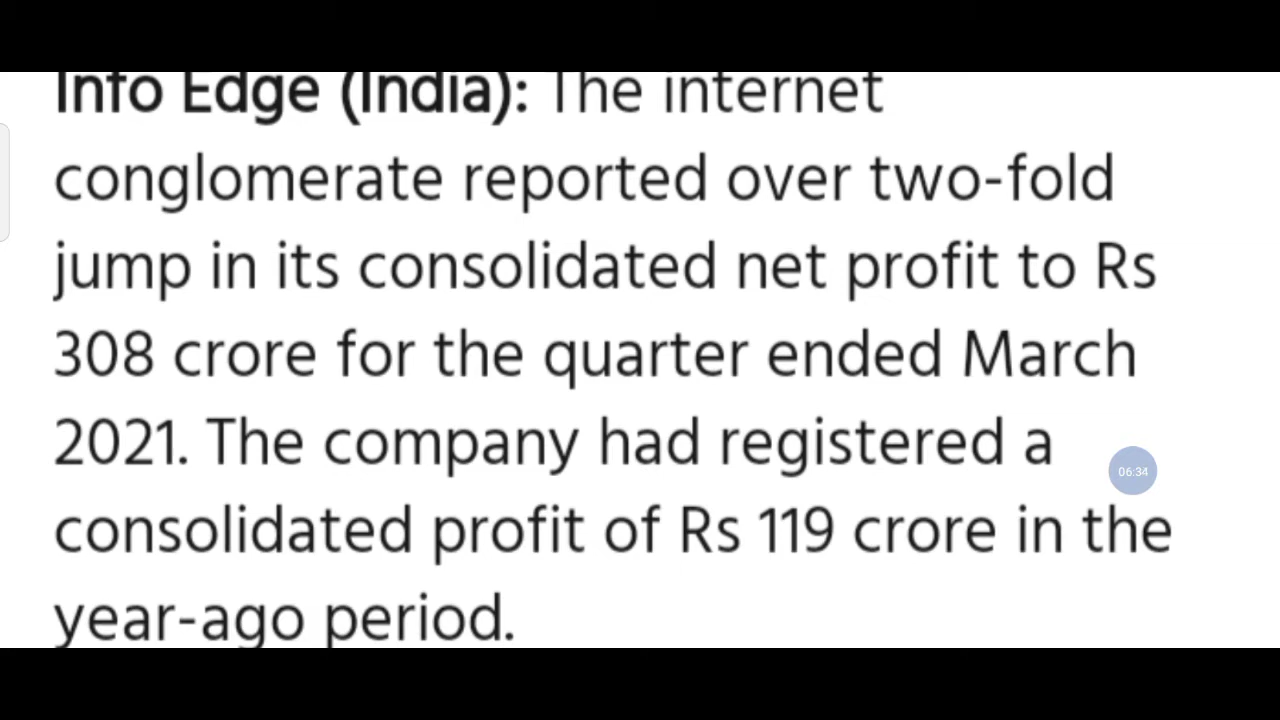 Info Edge (India): The internet
conglomerate reported over two-fold
jump in its consolidated net profit to Rs
308 crore for the quarter ended March
2021. The company had registered a
06:34
consolidated profit of Rs 119 crore in the
year-ago period.